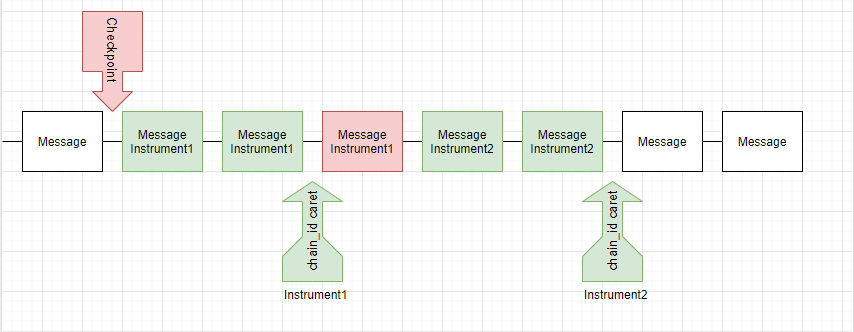 Checkpoint
Message
Message
Instrument1
Message
Instrument1
Message
Instrument1
Message
Instrument2
Message
Instrument2
Message
Message
chain_id caret
chain_id caret
Instrument1
Instrument2